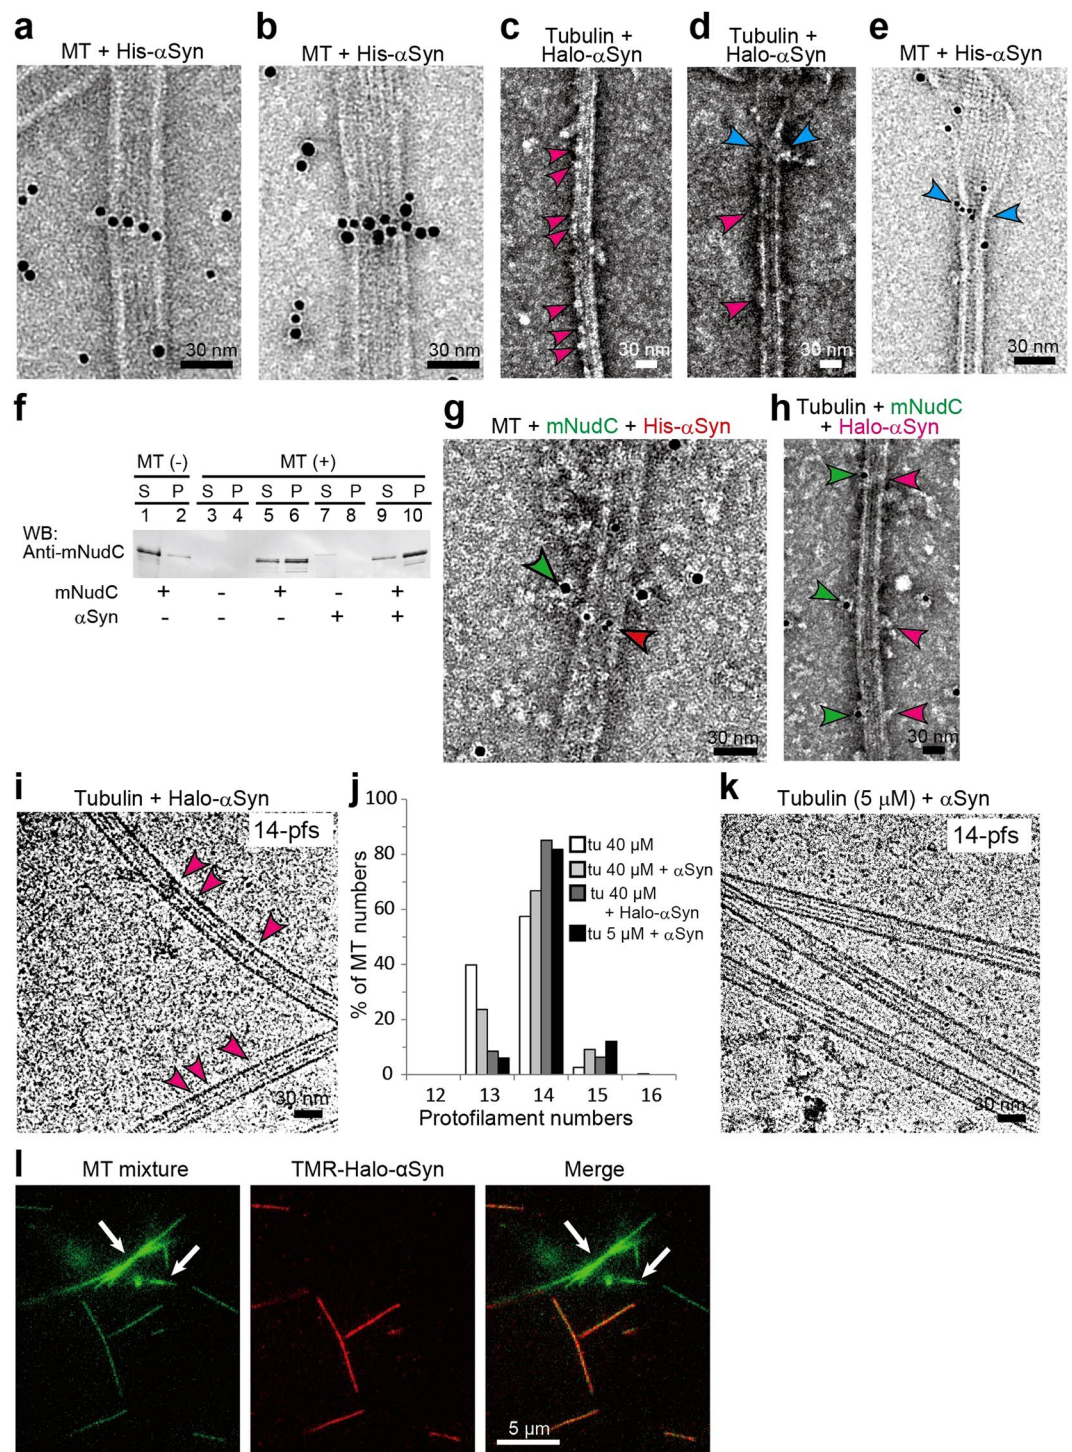 a
MT + His-αSyn
30 nm
b
MT + His-αSyn
30 nm
c
Tubulin +
Halo-αSyn
30 nm
d
Tubulin +
Halo-αSyn
30 nm
e
MT + His-αSyn
30 nm
f
MT (-) MT (+)
S P S P S P S P S P
1 2 3 4 5 6 7 8 9 10
WB:
Anti-mNudC
mNudC + - + - +
αSyn - - - + +
g
MT + mNudC + His-αSyn
30 nm
h
Tubulin + mNudC
+ Halo-αSyn
30 nm
i
Tubulin + Halo-αSyn
14-pfs
30 nm
j
% of MT numbers
100
80
60
40
20
0
tu 40 μM
tu 40 μM + αSyn
tu 40 μM
+ Halo-αSyn
tu 5 μM + αSyn
12 13 14 15 16
Protofilament numbers
k
Tubulin (5 μM) + αSyn
14-pfs
30 nm
l
MT mixture
TMR-Halo-αSyn
Merge
5 μm